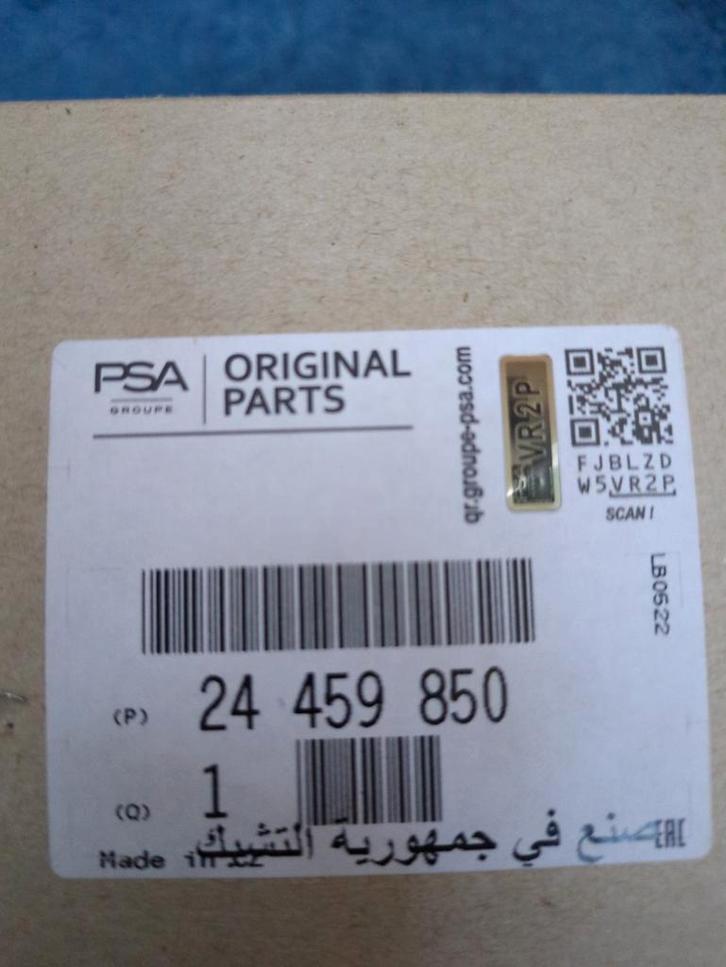 PSA
GROUPE
ORIGINAL
PARTS
qr.groupe-psa.com
VR2P
FJBLZD
W5VR2P
SCAN !
LB0522
(P) 24 459 850
(Q) 1
صنع في جمهورية التشيك
Made in
EAC